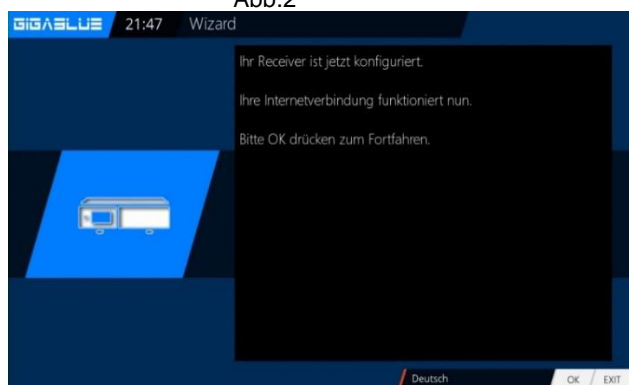 Abb.2
GIGABLUE 21:47 Wizard
Ihr Receiver ist jetzt konfiguriert.
Ihre Internetverbindung funktioniert nun.
Bitte OK drücken zum Fortfahren.
Deutsch OK EXIT